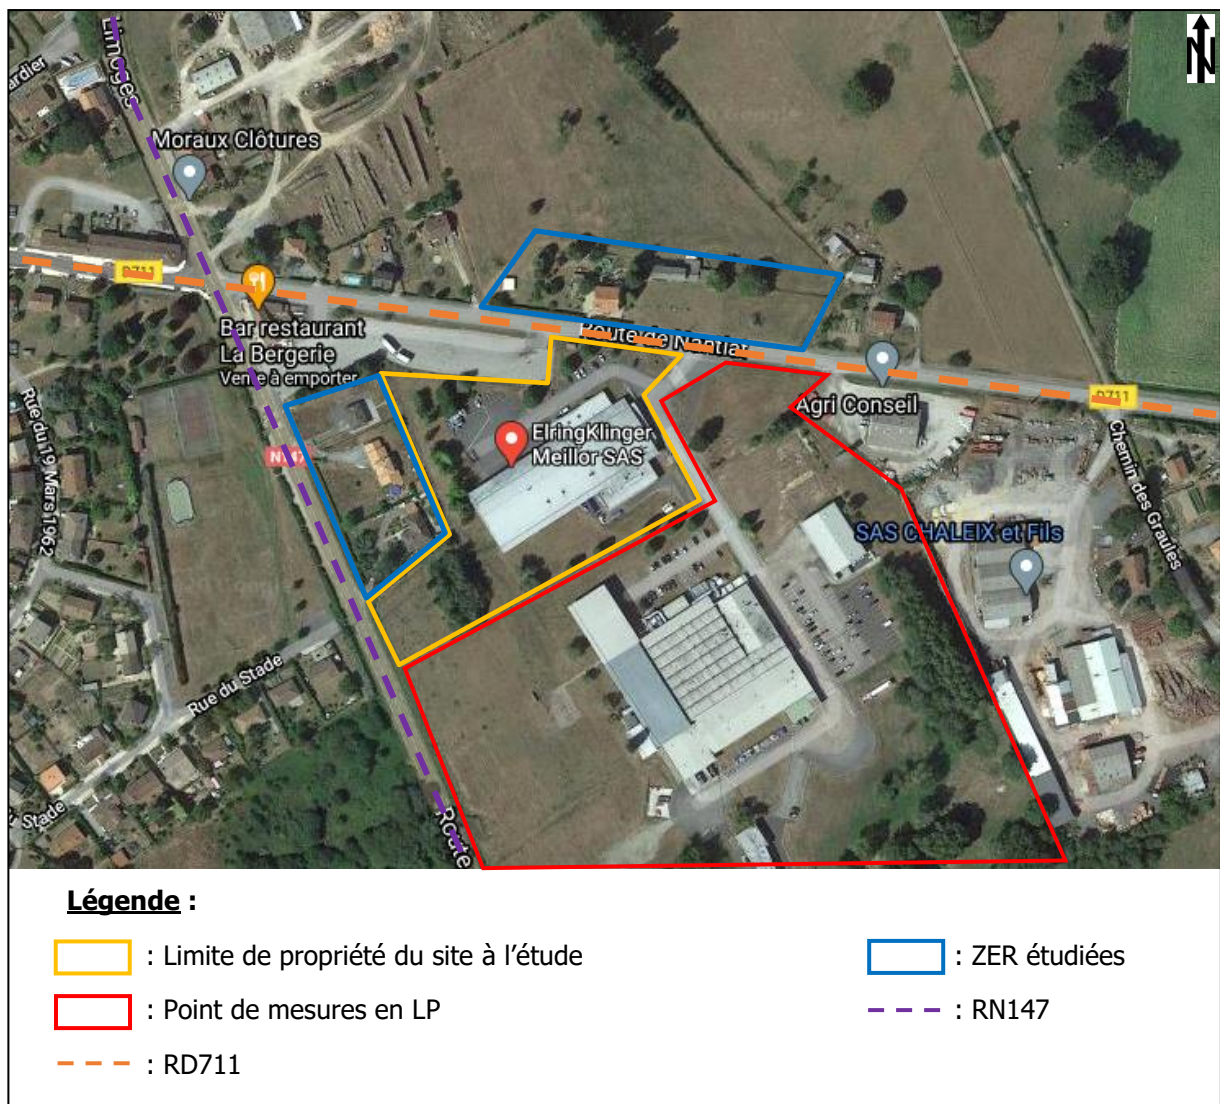 Limoges
ardier
N
Moraux Clôtures
D711
Bar restaurant
La Bergerie
Vente à emporter
Route de Nantiat
Agri Conseil
D711
ElringKlinger
Meillor SAS
N147
Rue du 19 Mars 1962
Chemin des Graules
SAS CHALEIX et Fils
Rue du Stade
Stade
Route
Légende :
: Limite de propriété du site à l'étude
: ZER étudiées
: Point de mesures en LP
: RN147
: RD711